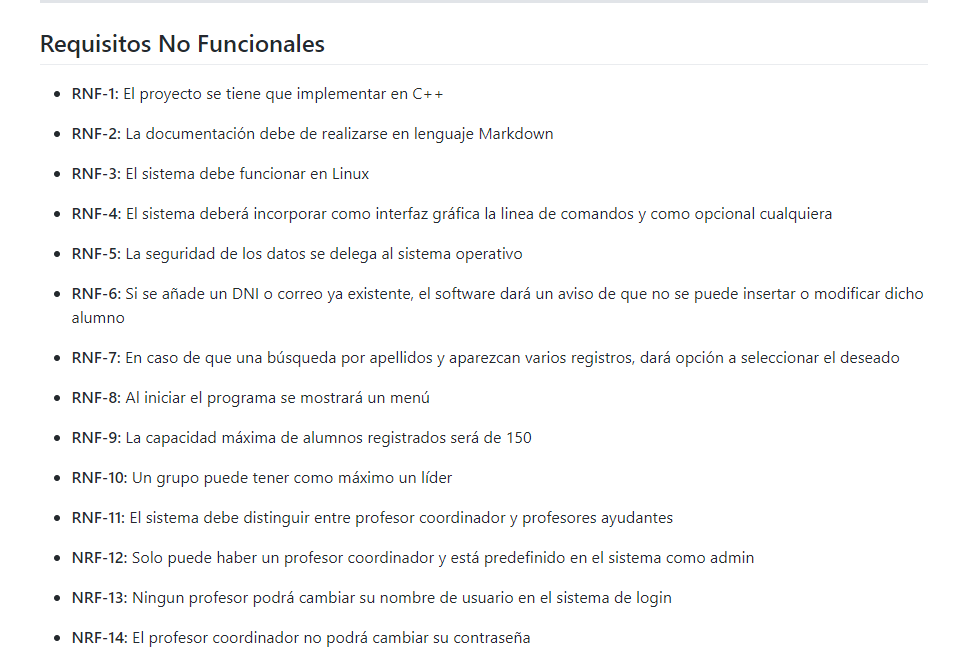 Requisitos No Funcionales
RNF-1: El proyecto se tiene que implementar en C++
RNF-2: La documentación debe de realizarse en lenguaje Markdown
RNF-3: El sistema debe funcionar en Linux
RNF-4: El sistema deberá incorporar como interfaz gráfica la linea de comandos y como opcional cualquiera
RNF-5: La seguridad de los datos se delega al sistema operativo
RNF-6: Si se añade un DNI o correo ya existente, el software dará un aviso de que no se puede insertar o modificar dicho
alumno
RNF-7: En caso de que una búsqueda por apellidos y aparezcan varios registros, dará opción a seleccionar el deseado
RNF-8: Al iniciar el programa se mostrará un menú
RNF-9: La capacidad máxima de alumnos registrados será de 150
RNF-10: Un grupo puede tener como máximo un líder
RNF-11: El sistema debe distinguir entre profesor coordinador y profesores ayudantes
NRF-12: Solo puede haber un profesor coordinador y está predefinido en el sistema como admin
NRF-13: Ningun profesor podrá cambiar su nombre de usuario en el sistema de login
NRF-14: El profesor coordinador no podrá cambiar su contraseña